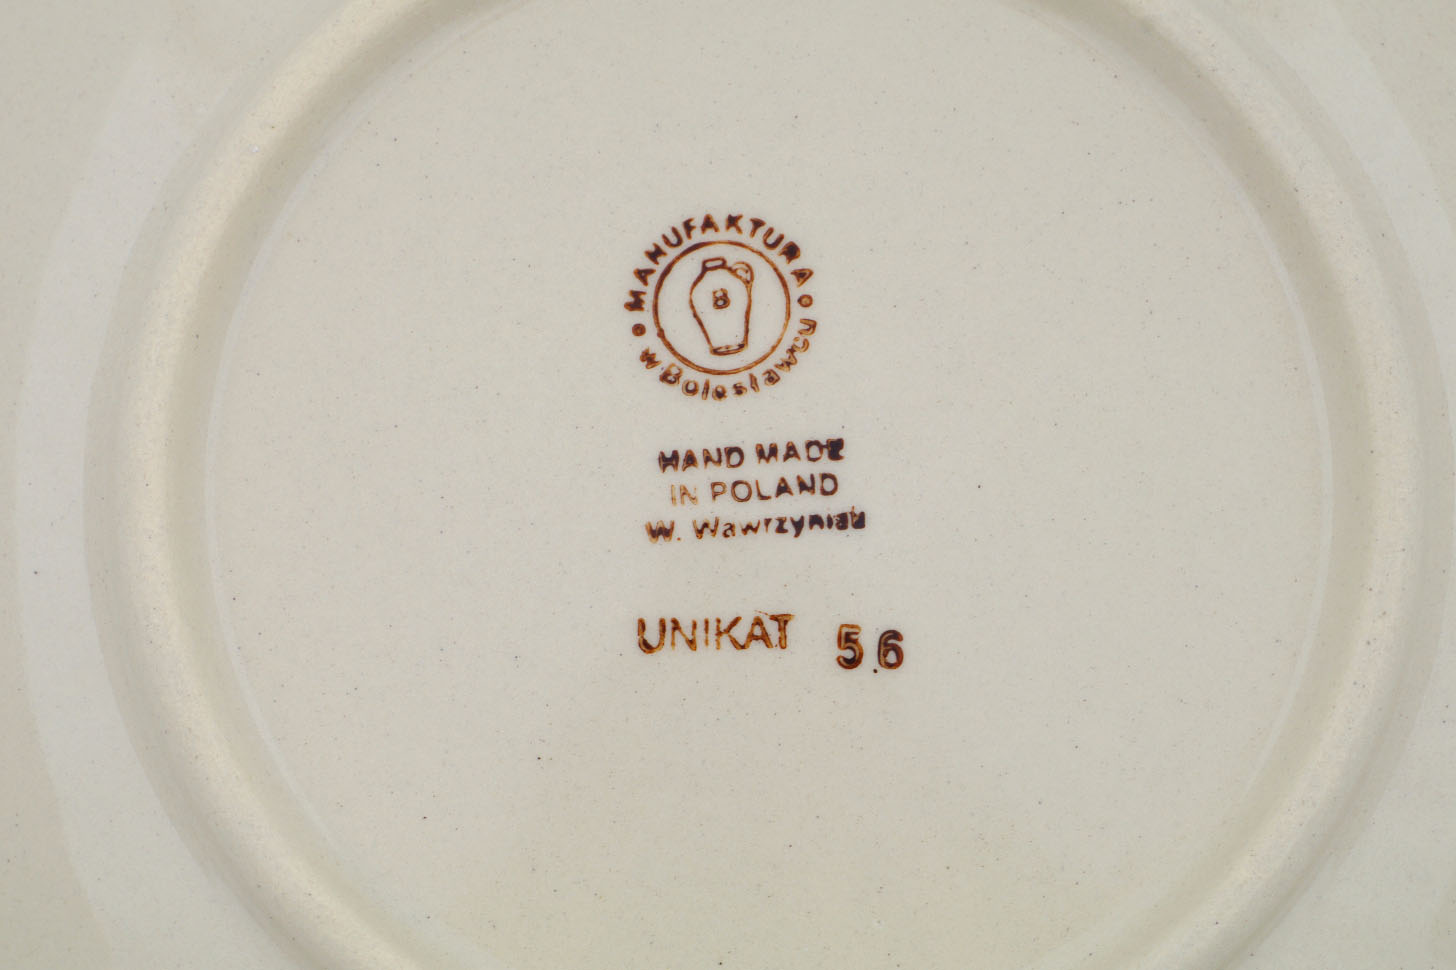 MANUFAKTURA
w Bolesławcu
B
HAND MADE
IN POLAND
W. Wawrzyniak
UNIKAT 56